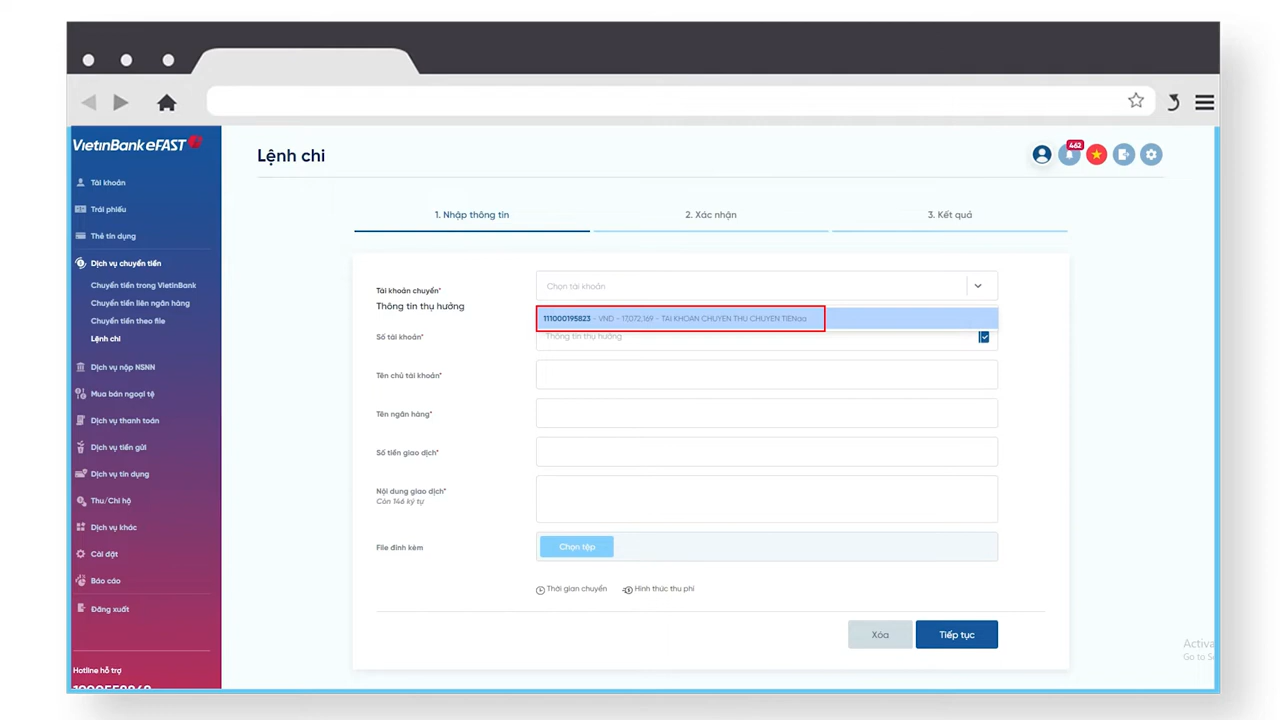 VietinBank eFAST
Tài khoản
Trái phiếu
Thẻ tín dụng
Dịch vụ chuyển tiền
Chuyển tiền trong VietinBank
Chuyển tiền liên ngân hàng
Chuyển tiền theo file
Lệnh chi
Dịch vụ nộp NSNN
Mua bán ngoại tệ
Dịch vụ thanh toán
Dịch vụ tiền gửi
Dịch vụ tín dụng
Thu/Chi hộ
Dịch vụ khác
Cài đặt
Báo cáo
Đăng xuất
Hotline hỗ trợ
Lệnh chi
462
1. Nhập thông tin
2. Xác nhận
3. Kết quả
Tài khoản chuyển*
Chọn tài khoản
Thông tin thụ hưởng
111000195823 - VND - 17,072,169 - TAI KHOAN CHUYEN THU CHUYEN TIENaa
Số tài khoản*
Thông tin thụ hưởng
Tên chủ tài khoản*
Tên ngân hàng*
Số tiền giao dịch*
Nội dung giao dịch*
Còn 146 ký tự
File đính kèm
Chọn tệp
Thời gian chuyển
Hình thức thu phí
Xóa
Tiếp tục
Activa
Go to S